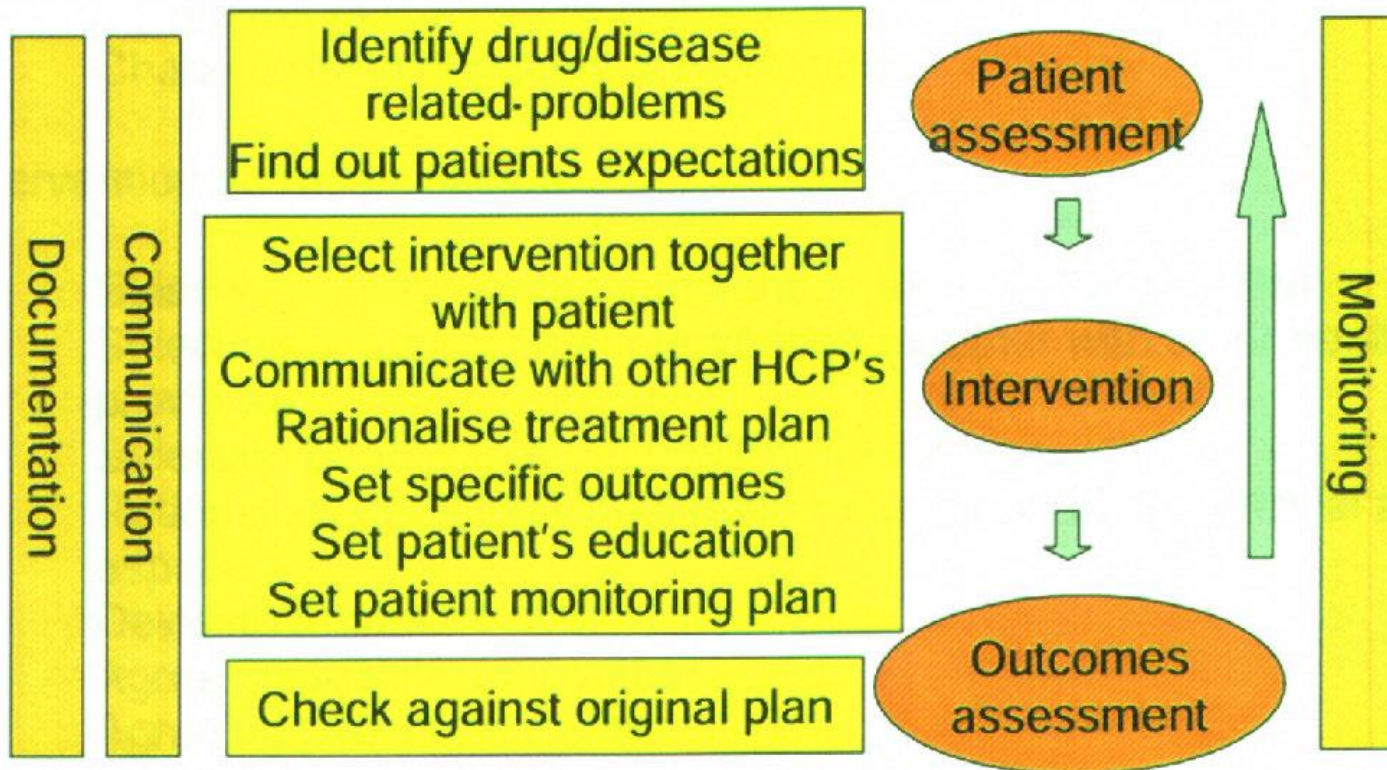 Documentation
Communication
Identify drug/disease
related·problems
Find out patients expectations
Patient
assessment
Select intervention together
with patient
Communicate with other HCP's
Rationalise treatment plan
Set specific outcomes
Set patient's education
Set patient monitoring plan
Intervention
Check against original plan
Outcomes
assessment
Monitoring